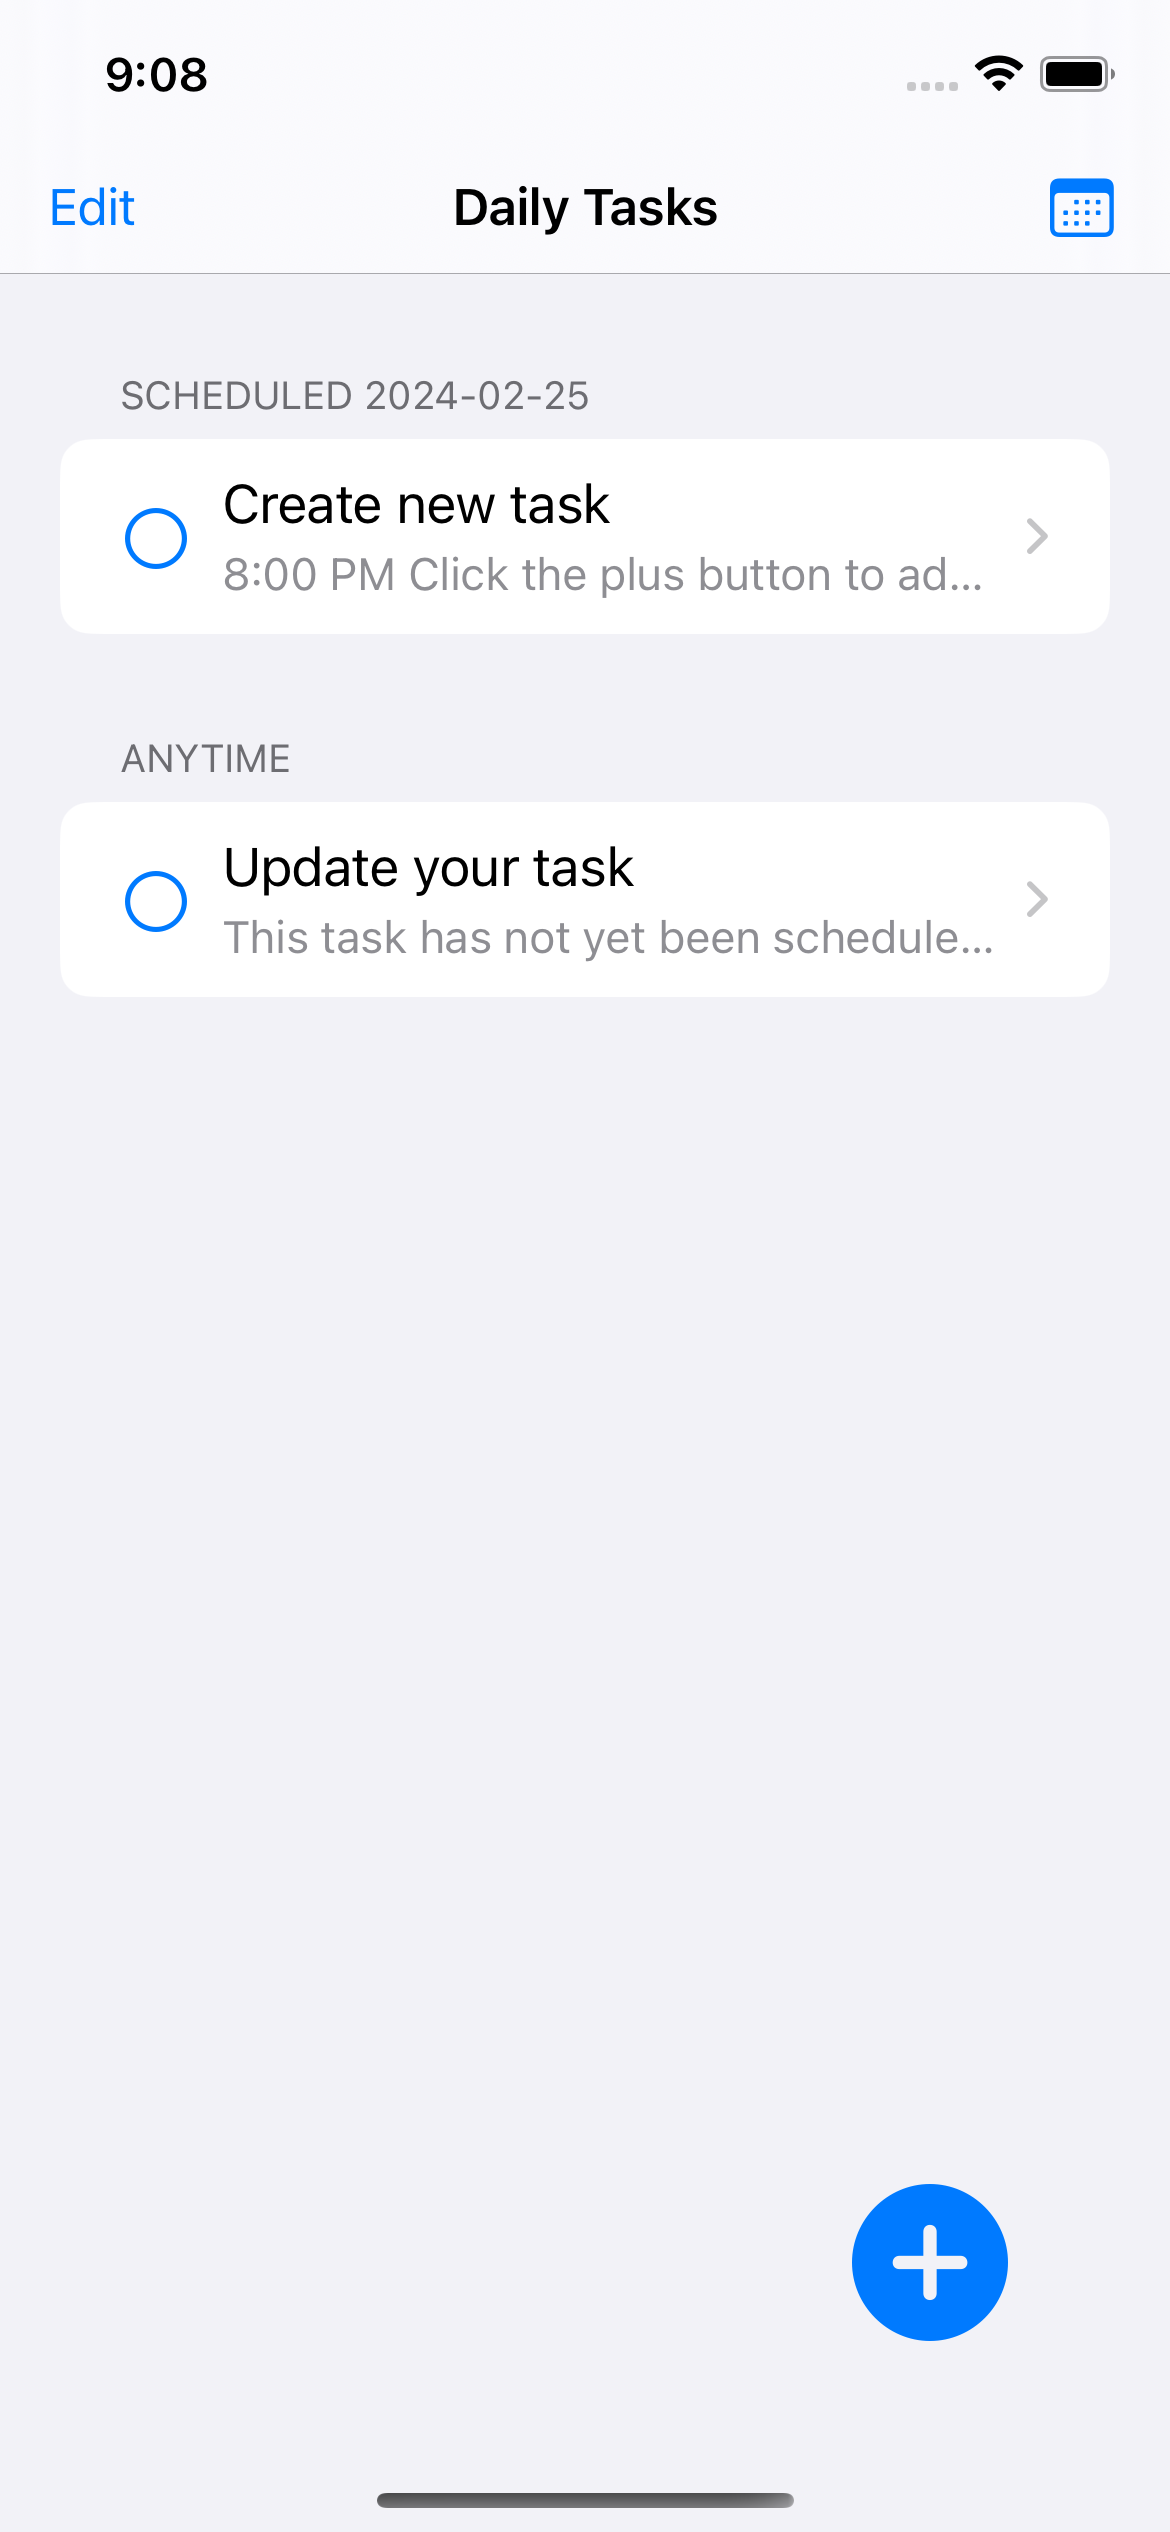 9:08
Edit
Daily Tasks
SCHEDULED 2024-02-25
Create new task
8:00 PM Click the plus button to ad...
ANYTIME
Update your task
This task has not yet been schedule...